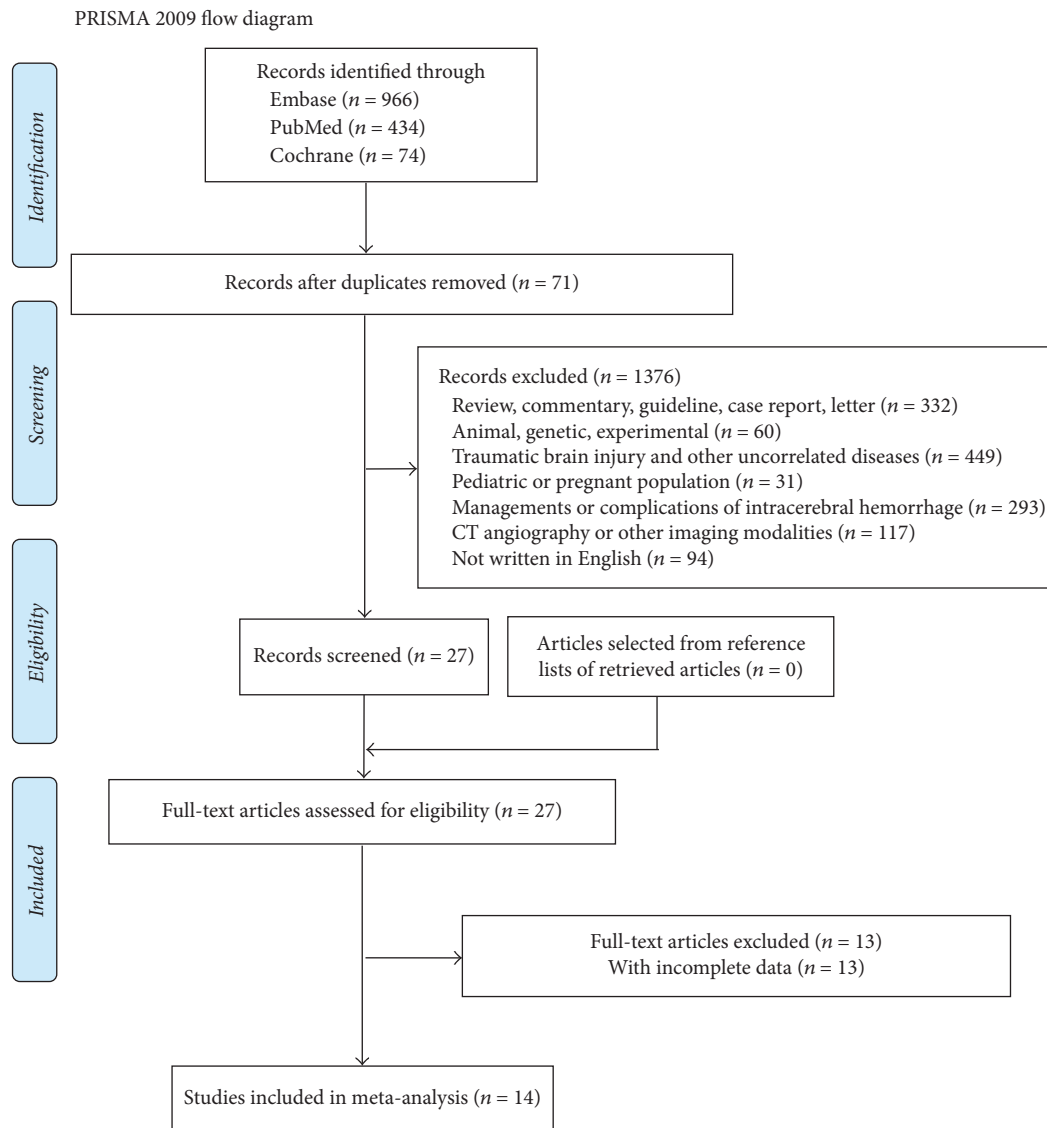 PRISMA 2009 flow diagram
Identification
Records identified through
Embase (n = 966)
PubMed (n = 434)
Cochrane (n = 74)
Records after duplicates removed (n = 71)
Screening
Records excluded (n = 1376)
Review, commentary, guideline, case report, letter (n = 332)
Animal, genetic, experimental (n = 60)
Traumatic brain injury and other uncorrelated diseases (n = 449)
Pediatric or pregnant population (n = 31)
Managements or complications of intracerebral hemorrhage (n = 293)
CT angiography or other imaging modalities (n = 117)
Not written in English (n = 94)
Eligibility
Records screened (n = 27)
Articles selected from reference
lists of retrieved articles (n = 0)
Full-text articles assessed for eligibility (n = 27)
Included
Full-text articles excluded (n = 13)
With incomplete data (n = 13)
Studies included in meta-analysis (n = 14)